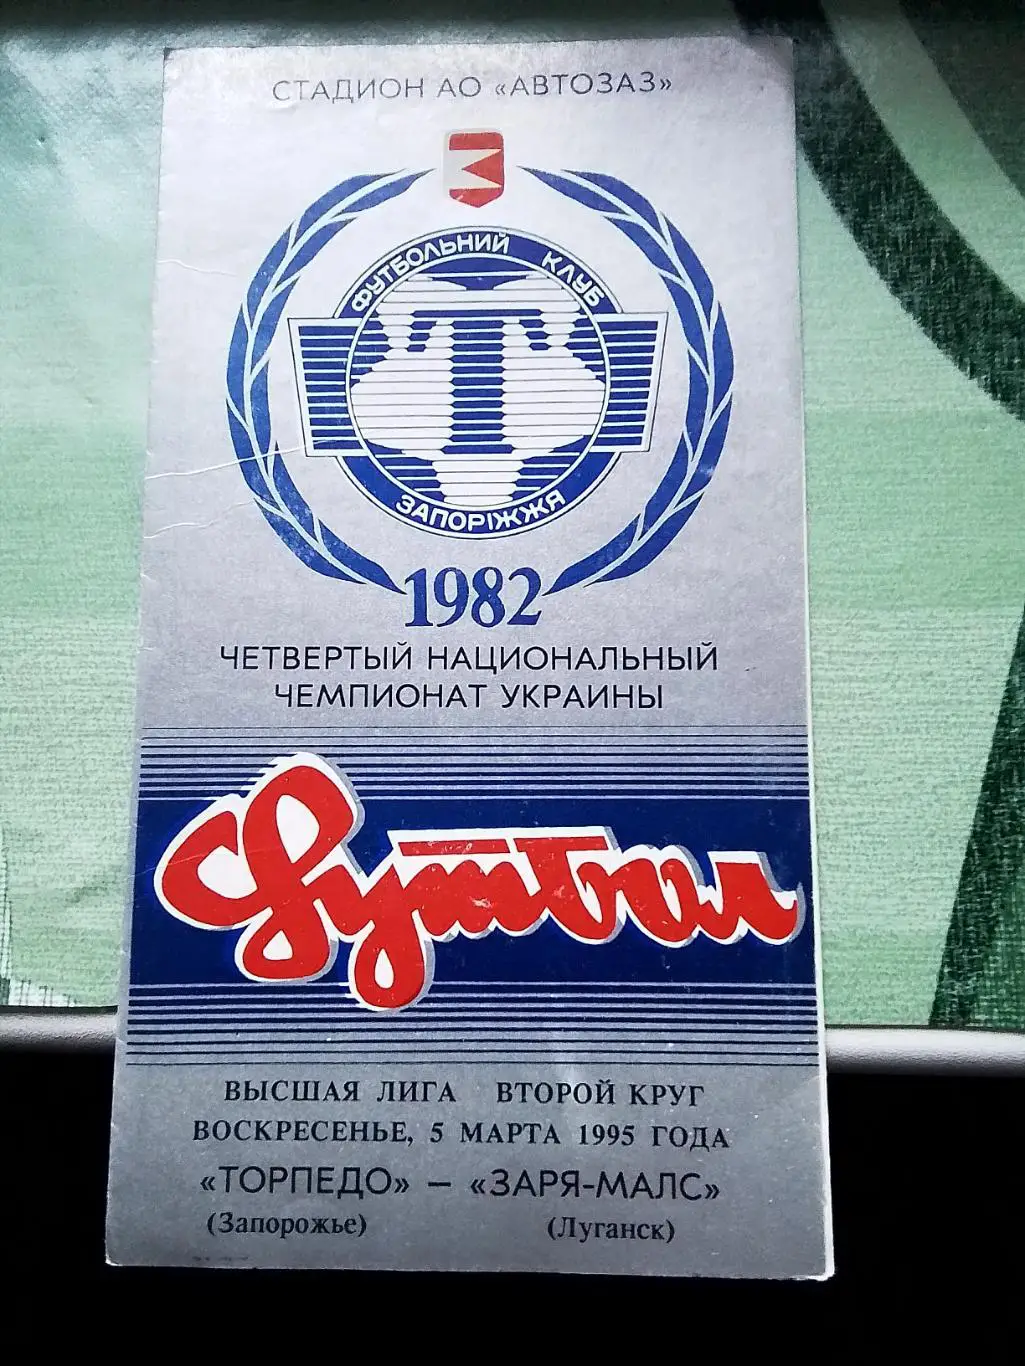 СТАДИОН АО «АВТОЗАЗ»
ФУТБОЛЬНИЙ КЛУБ
Т
ЗАПОРІЖЖЯ
1982
ЧЕТВЕРТЫЙ НАЦИОНАЛЬНЫЙ
ЧЕМПИОНАТ УКРАИНЫ
Футбол
ВЫСШАЯ ЛИГА ВТОРОЙ КРУГ
ВОСКРЕСЕНЬЕ, 5 МАРТА 1995 ГОДА
«ТОРПЕДО» – «ЗАРЯ-МАЛС»
(Запорожье) (Луганск)